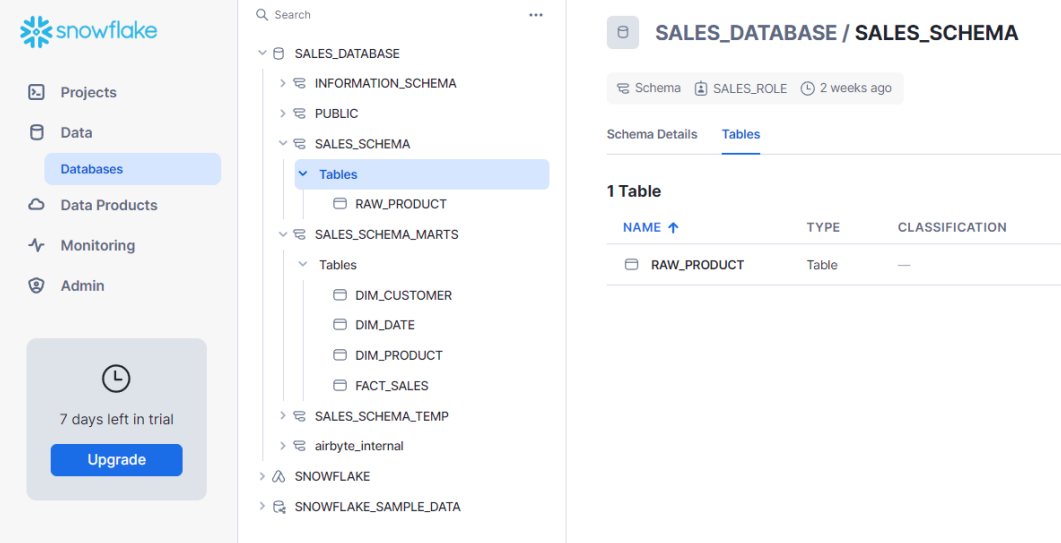 snowflake
Projects
Data
Databases
Data Products
Monitoring
Admin
7 days left in trial
Upgrade
Search
SALES_DATABASE
INFORMATION_SCHEMA
PUBLIC
SALES_SCHEMA
Tables
RAW_PRODUCT
SALES_SCHEMA_MARTS
Tables
DIM_CUSTOMER
DIM_DATE
DIM_PRODUCT
FACT_SALES
SALES_SCHEMA_TEMP
airbyte_internal
SNOWFLAKE
SNOWFLAKE_SAMPLE_DATA
SALES_DATABASE / SALES_SCHEMA
Schema SALES_ROLE 2 weeks ago
Schema Details Tables
1 Table
NAME TYPE CLASSIFICATION
RAW_PRODUCT Table —